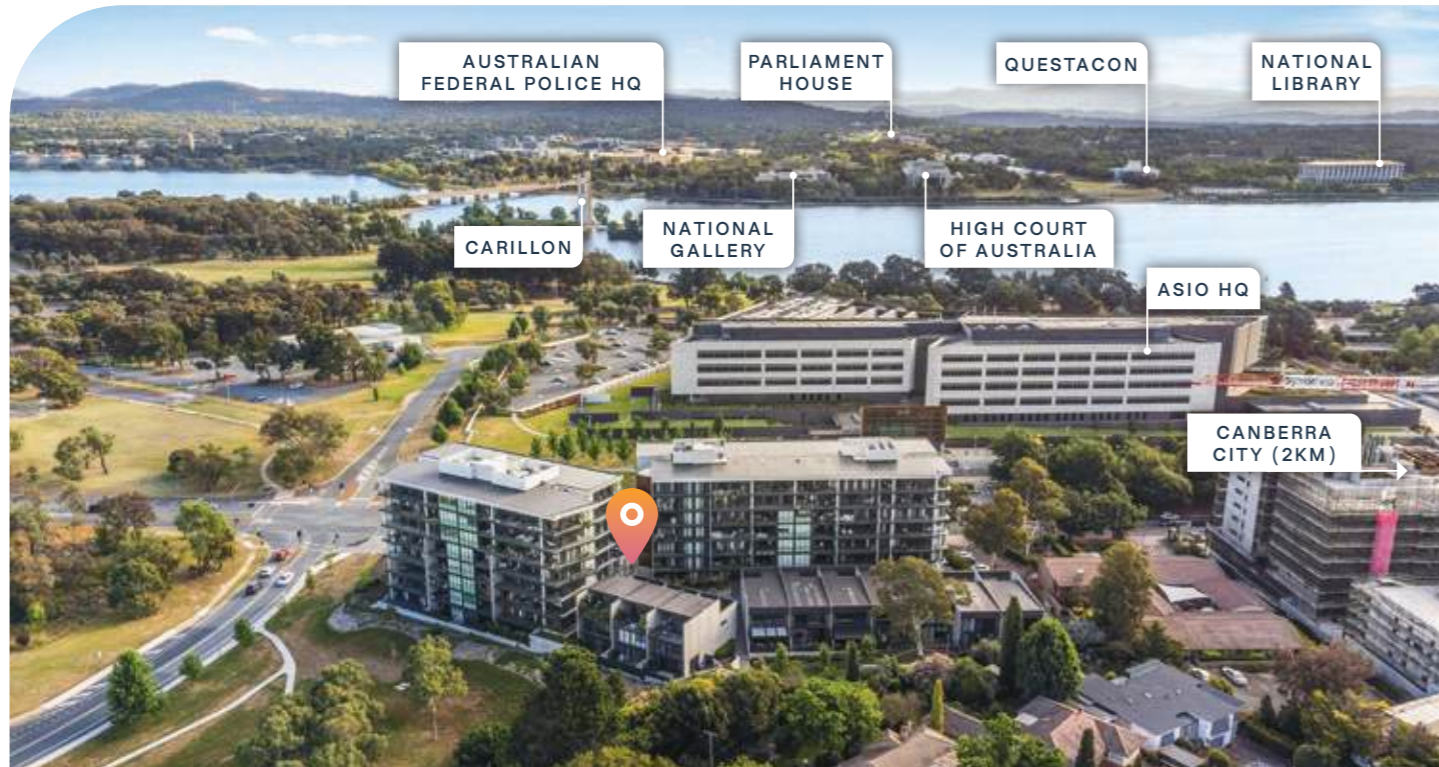 AUSTRALIAN
FEDERAL POLICE HQ
PARLIAMENT
HOUSE
QUESTACON
NATIONAL
LIBRARY
CARILLON
NATIONAL
GALLERY
HIGH COURT
OF AUSTRALIA
ASIO HQ
CANBERRA
CITY (2KM)